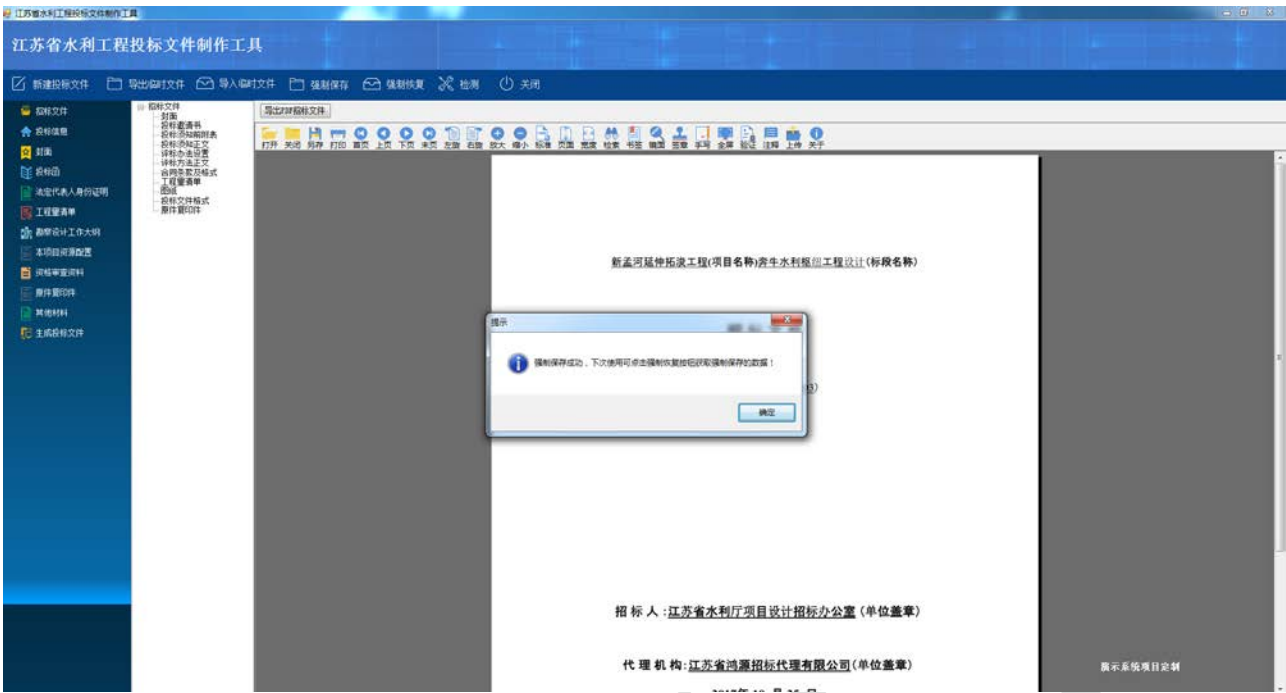 江苏省水利工程投标文件制作工具
江苏省水利工程投标文件制作工具
新建投标文件 导出临时文件 导入临时文件 强制保存 强制恢复 检测 关闭
招标文件
投标信息
封面
投标函
法定代表人身份证明
工程量清单
勘察设计工作大纲
本项目资源配置
资格审查资料
原件复印件
其他材料
生成投标文件
招标文件
封面
投标邀请书
投标须知前附表
投标须知正文
评标办法设置
评标方法正文
合同条款及格式
工程量清单
图纸
投标文件格式
原件复印件
导出PDF招标文件
打开 关闭 另存 打印 首页 上页 下页 末页 左旋 右旋 放大 缩小 标准 页面 宽度 检索 书签 编页 签章 手写 全屏 验证 注释 上传 关于
新孟河延伸拓浚工程(项目名称)奔牛水利枢纽工程设计(标段名称)
提示
强制保存成功，下次使用可点击强制恢复按钮获取强制保存的数据！
确定
03)
招 标 人 :江苏省水利厅项目设计招标办公室 (单位盖章)
代 理 机 构:江苏省鸿源招标代理有限公司(单位盖章)
2017年 10 月 25 日
演示系统项目定制